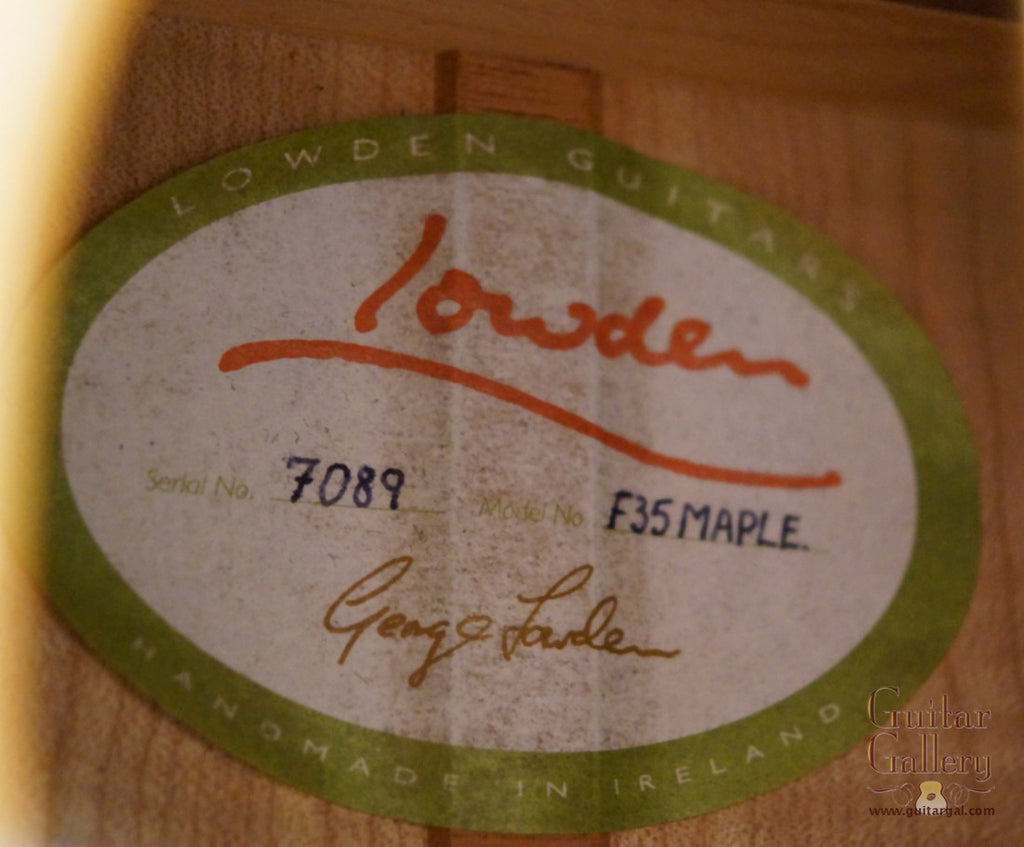 LOWDEN GUITARS
Lowden
Serial No. 7089 Model No F35 MAPLE.
George Lowden
HANDMADE IN IRELAND
Guitar
Gallery
www.guitargal.com